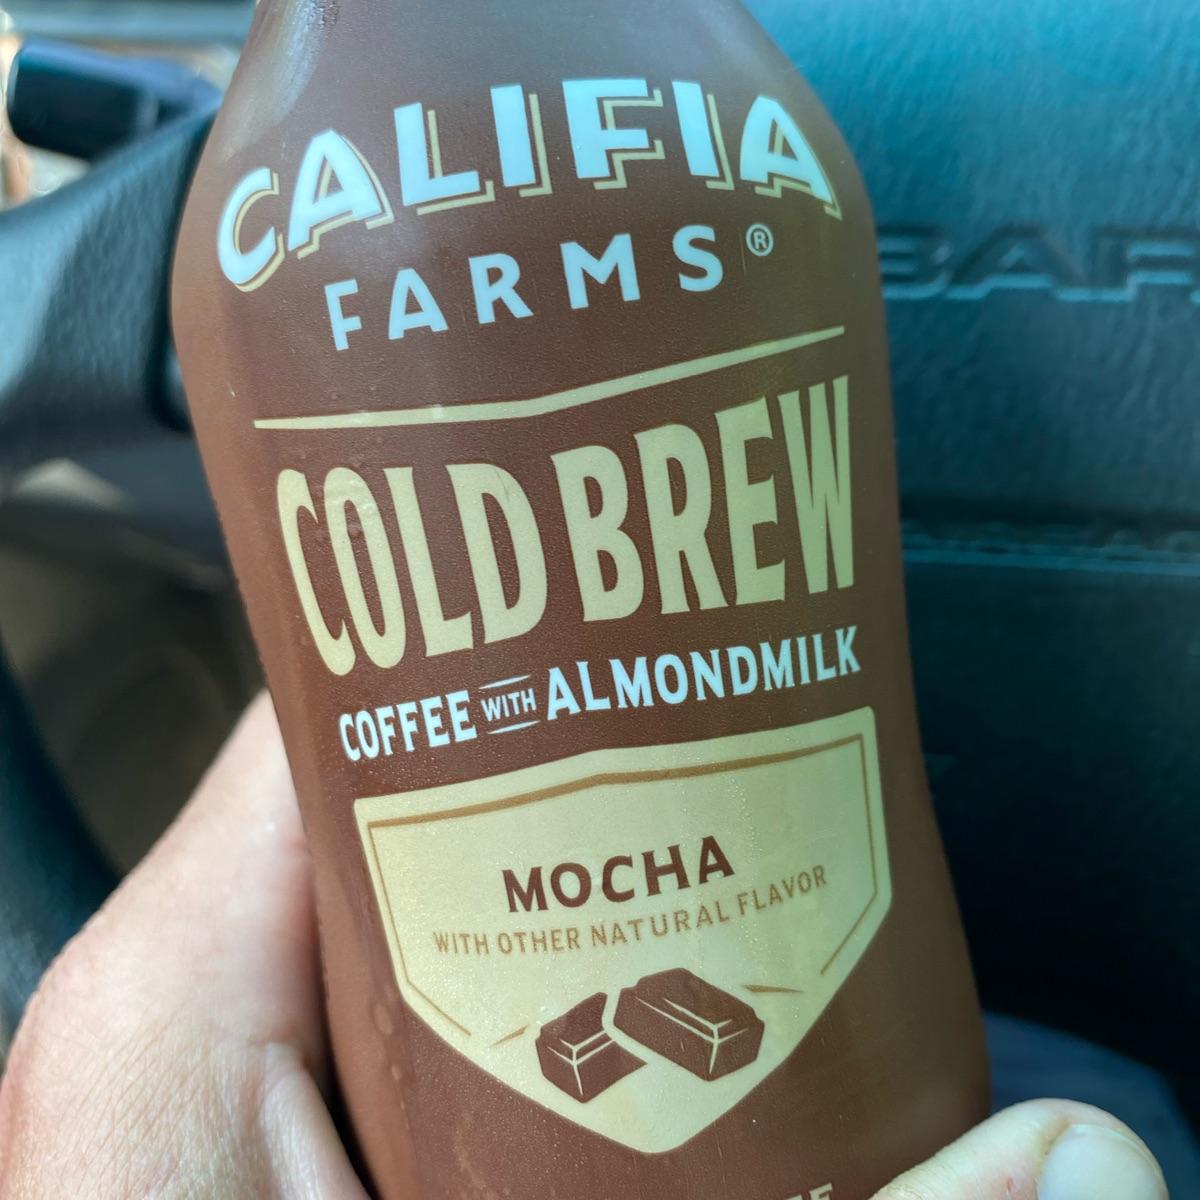 CALIFIA
FARMS®
COLD BREW
COFFEE WITH ALMONDMILK
MOCHA
WITH OTHER NATURAL FLAVOR